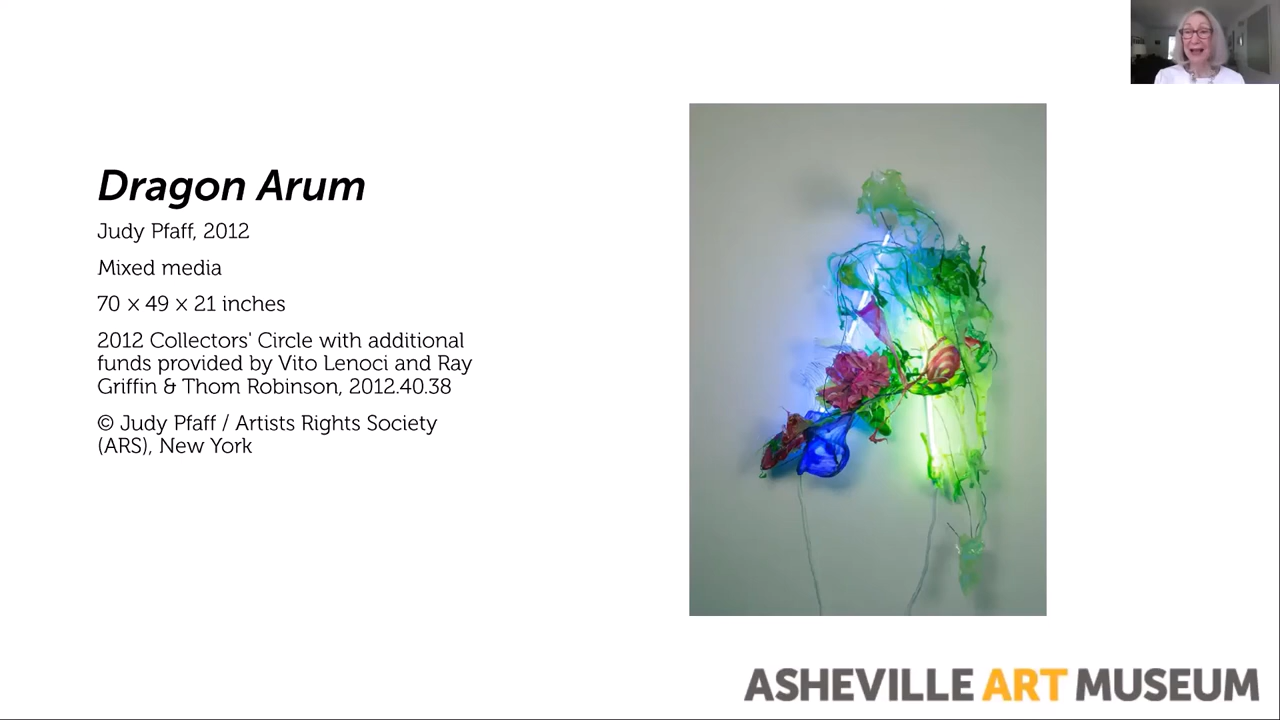 Dragon Arum
Judy Pfaff, 2012
Mixed media
70 × 49 × 21 inches
2012 Collectors' Circle with additional
funds provided by Vito Lenoci and Ray
Griffin & Thom Robinson, 2012.40.38
© Judy Pfaff / Artists Rights Society
(ARS), New York
ASHEVILLE ART MUSEUM